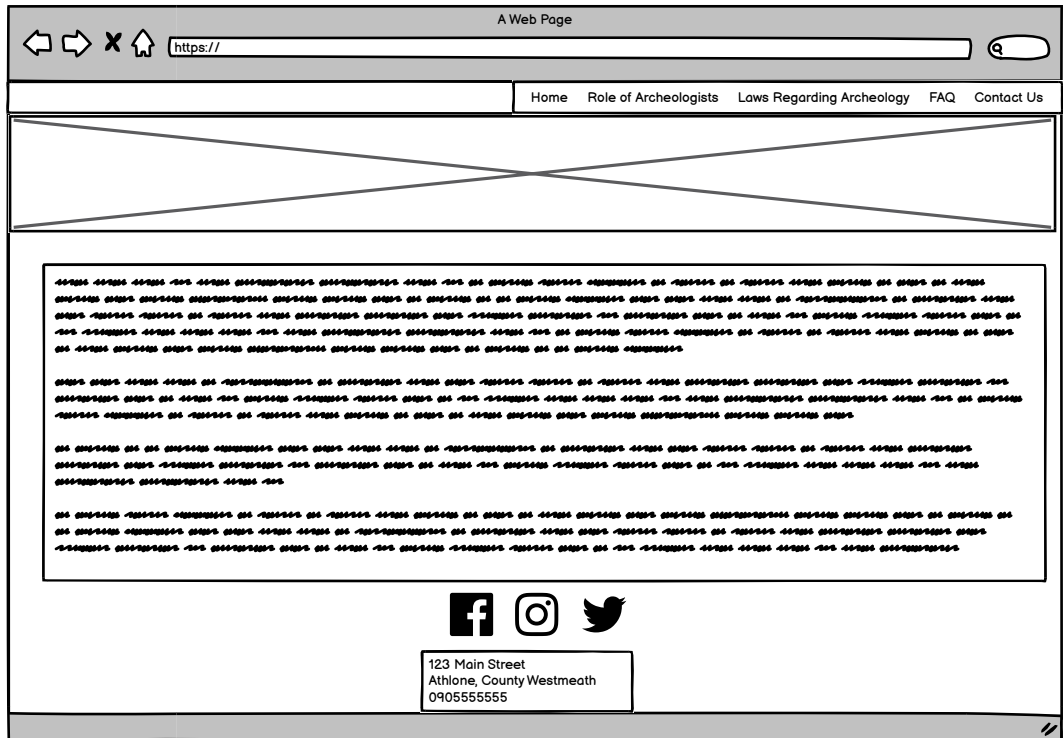 A Web Page
https://
Home Role of Archeologists Laws Regarding Archeology FAQ Contact Us
123 Main Street
Athlone, County Westmeath
0905555555